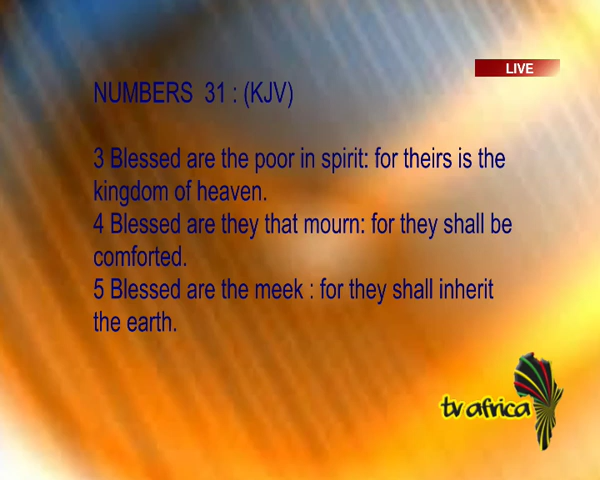 LIVE
NUMBERS 31 : (KJV)
3 Blessed are the poor in spirit: for theirs is the
kingdom of heaven.
4 Blessed are they that mourn: for they shall be
comforted.
5 Blessed are the meek : for they shall inherit
the earth.
tv africa